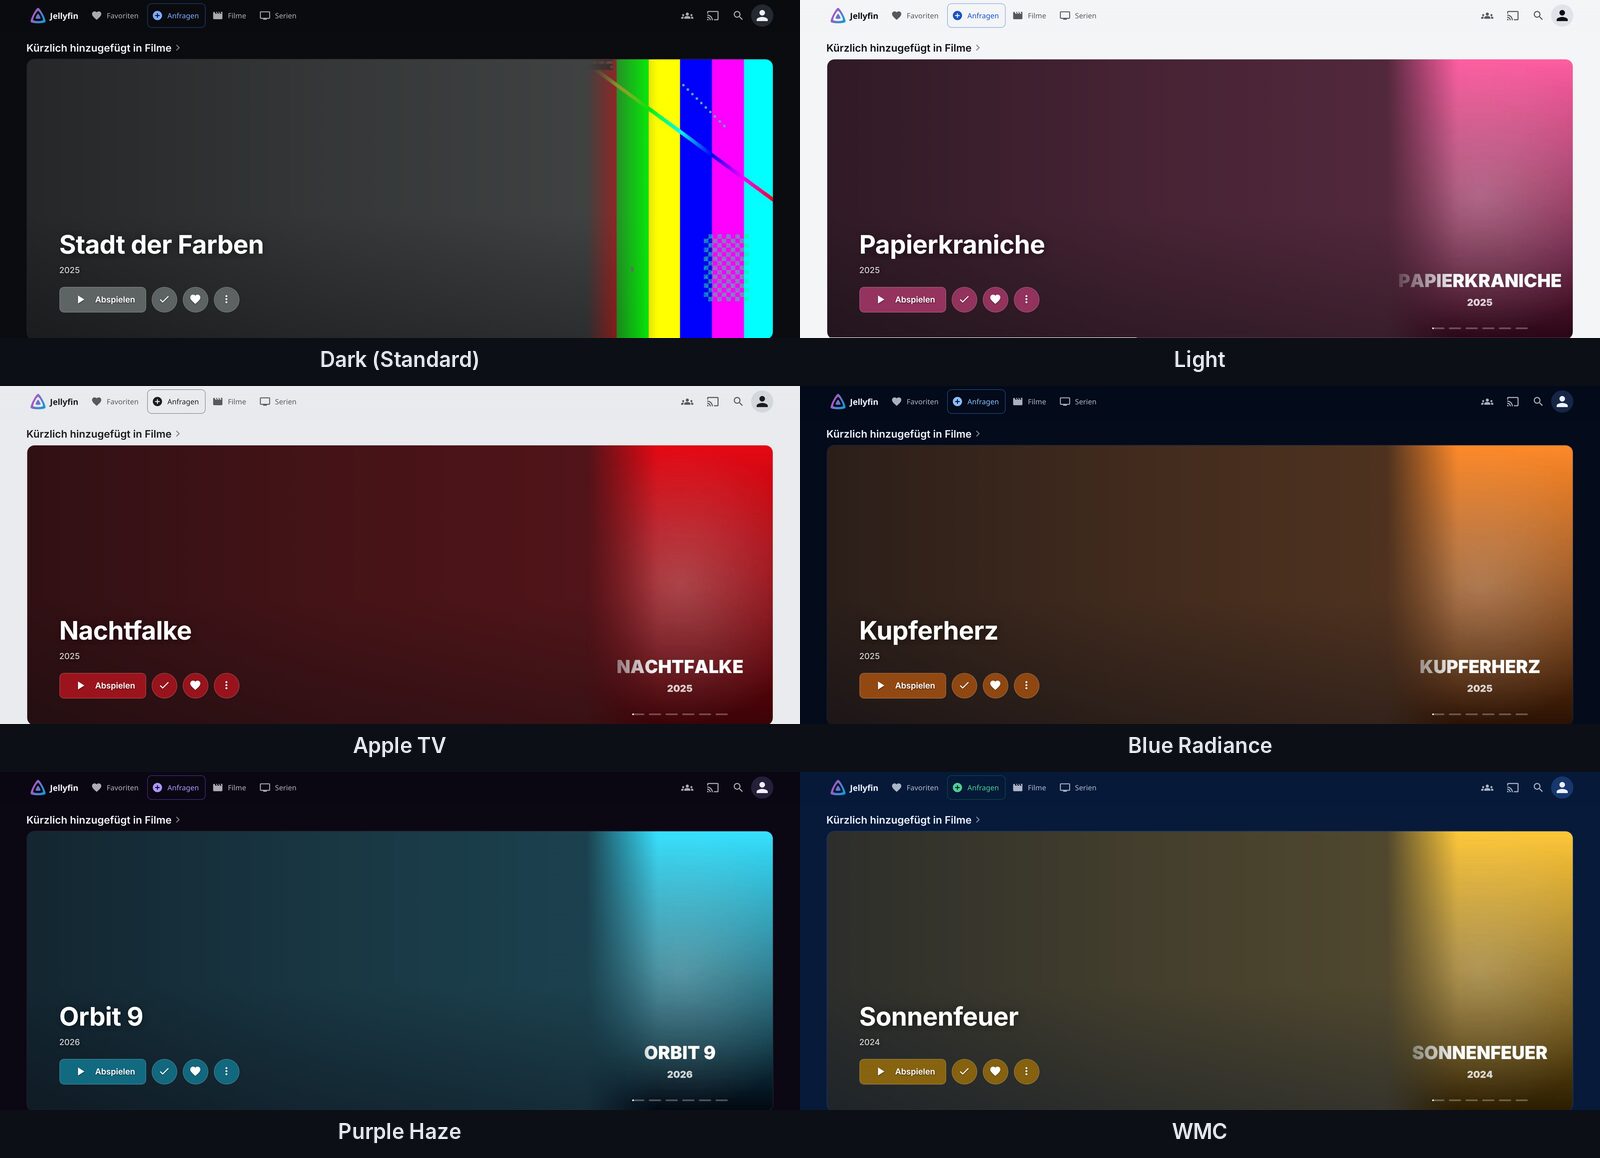 Jellyfin Favoriten Anfragen Filme Serien
Kürzlich hinzugefügt in Filme
Stadt der Farben
2025
Abspielen
Dark (Standard)
Jellyfin Favoriten Anfragen Filme Serien
Kürzlich hinzugefügt in Filme
Papierkraniche
2025
Abspielen
PAPIERKRANICHE
2025
Light
Jellyfin Favoriten Anfragen Filme Serien
Kürzlich hinzugefügt in Filme
Nachtfalke
2025
Abspielen
NACHTFALKE
2025
Apple TV
Jellyfin Favoriten Anfragen Filme Serien
Kürzlich hinzugefügt in Filme
Kupferherz
2025
Abspielen
KUPFERHERZ
2025
Blue Radiance
Jellyfin Favoriten Anfragen Filme Serien
Kürzlich hinzugefügt in Filme
Orbit 9
2026
Abspielen
ORBIT 9
2026
Purple Haze
Jellyfin Favoriten Anfragen Filme Serien
Kürzlich hinzugefügt in Filme
Sonnenfeuer
2024
Abspielen
SONNENFEUER
2024
WMC